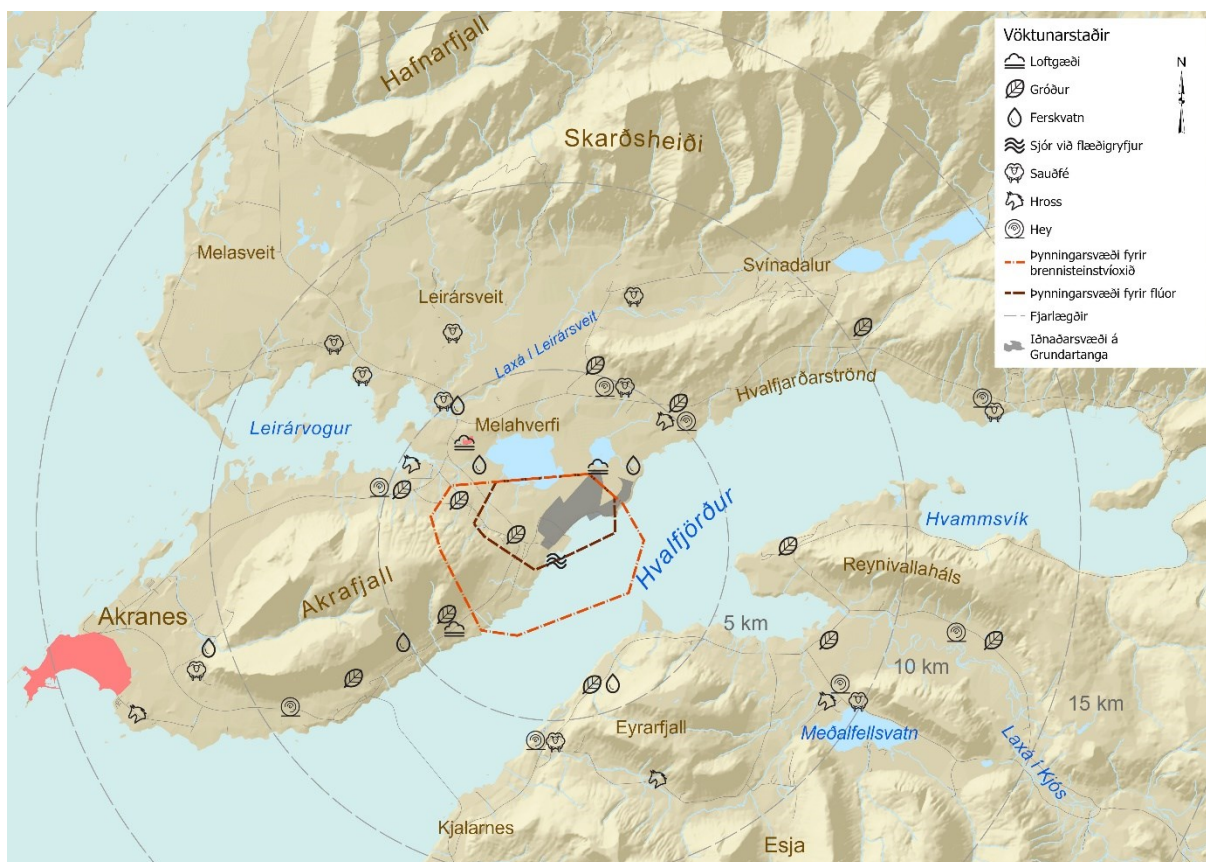 Hafnarfjall
Skarðsheiði
Melasveit
Svínadalur
Leirársveit
Laxá í Leirársveit
Hvalfjarðarströnd
Melahverfi
Leirárvogur
Hvammsvík
Hvalfjörður
Reynivallaháls
Akrafjall
Akranes
5 km
10 km
15 km
Eyrarfjall
Meðalfellsvatn
Laxá í Kjós
Kjalarnes
Esja
Vöktunarstaðir
N
Loftgæði
Gróður
Ferskvatn
Sjór við flæðigryfjur
Sauðfé
Hross
Hey
Þynningarsvæði fyrir
brennisteinstvíoxið
Þynningarsvæði fyrir flúor
Fjarlægðir
Iðnaðarsvæði á
Grundartanga